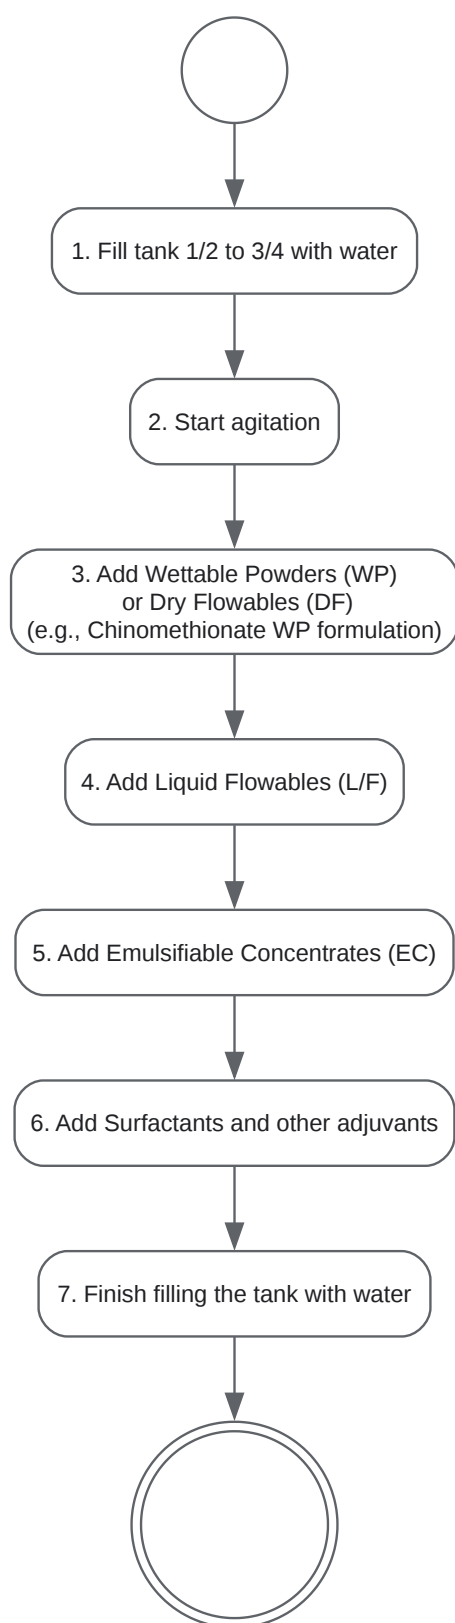 1. Fill tank 1/2 to 3/4 with water
2. Start agitation
3. Add Wettable Powders (WP)
or Dry Flowables (DF)
(e.g., Chinomethionate WP formulation)
4. Add Liquid Flowables (L/F)
5. Add Emulsifiable Concentrates (EC)
6. Add Surfactants and other adjuvants
7. Finish filling the tank with water